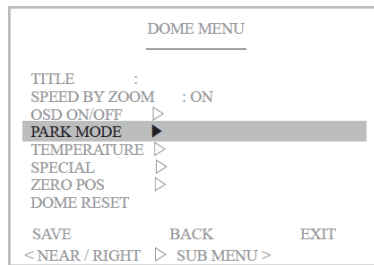 DOME MENU
TITLE :
SPEED BY ZOOM : ON
OSD ON/OFF ▷
PARK MODE ▶
TEMPERATURE ▷
SPECIAL ▷
ZERO POS ▷
DOME RESET
SAVE BACK EXIT
< NEAR / RIGHT ▷ SUB MENU >